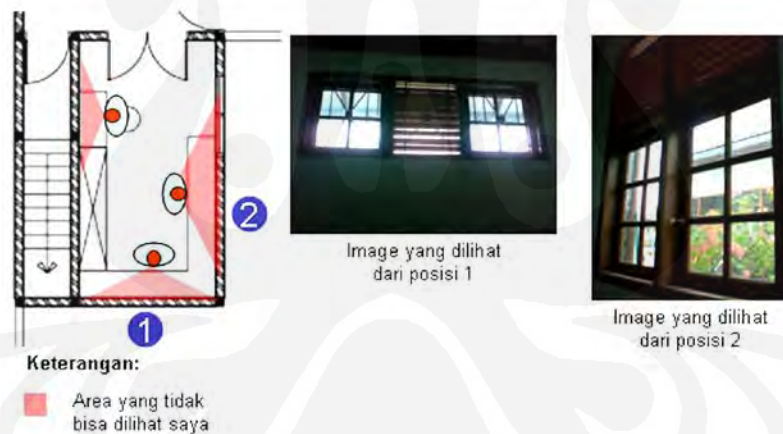 2
1
Image yang dilihat
dari posisi 1
Image yang dilihat
dari posisi 2
Keterangan:
Area yang tidak
bisa dilihat saya